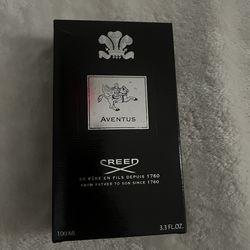 AVENTUS
CREED
DE PÈRE EN FILS DEPUIS 1760
FROM FATHER TO SON SINCE 1760
100 ML
3.3 FL.OZ.